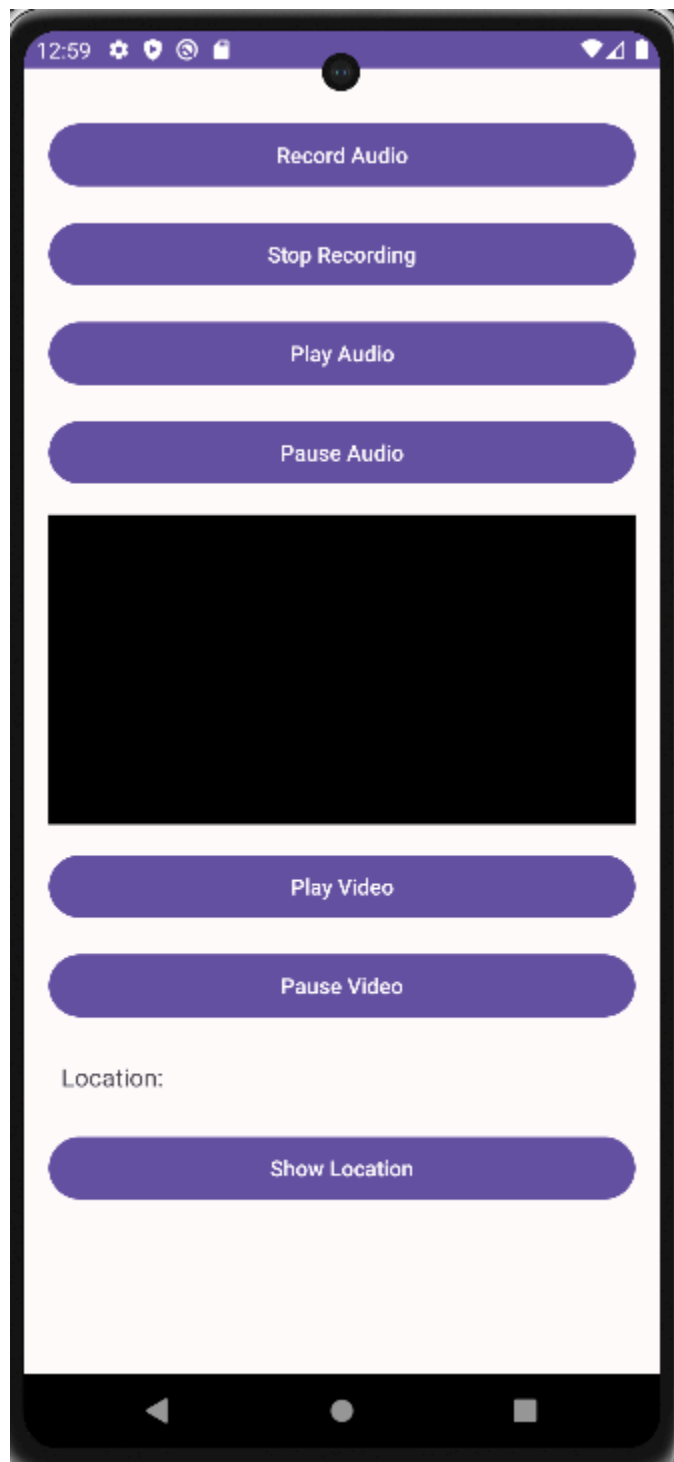 12:59
Record Audio
Stop Recording
Play Audio
Pause Audio
Play Video
Pause Video
Location:
Show Location